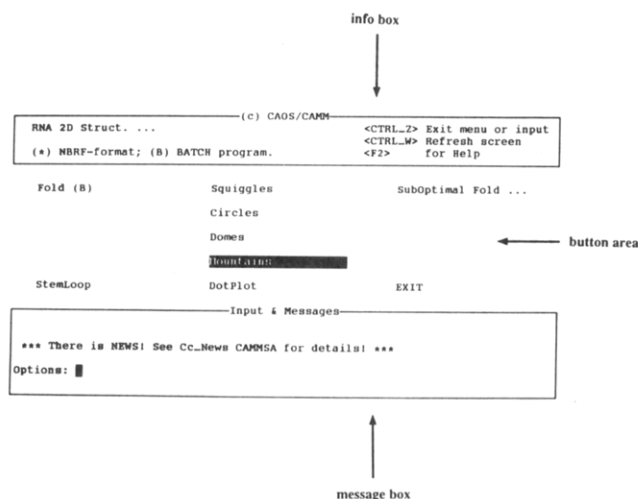 info box
(c) CAOS/CAMM
RNA 2D Struct. ... <CTRL_Z> Exit menu or input
<CTRL_W> Refresh screen
(*) NBRF-format; (B) BATCH program. <F2> for Help
Fold (B) Squiggles SubOptimal Fold ...
Circles
Domes button area
Mountains
StemLoop DotPlot EXIT
Input & Messages
*** There is NEWS! See Cc_News CAMMSA for details! ***
Options:
message box